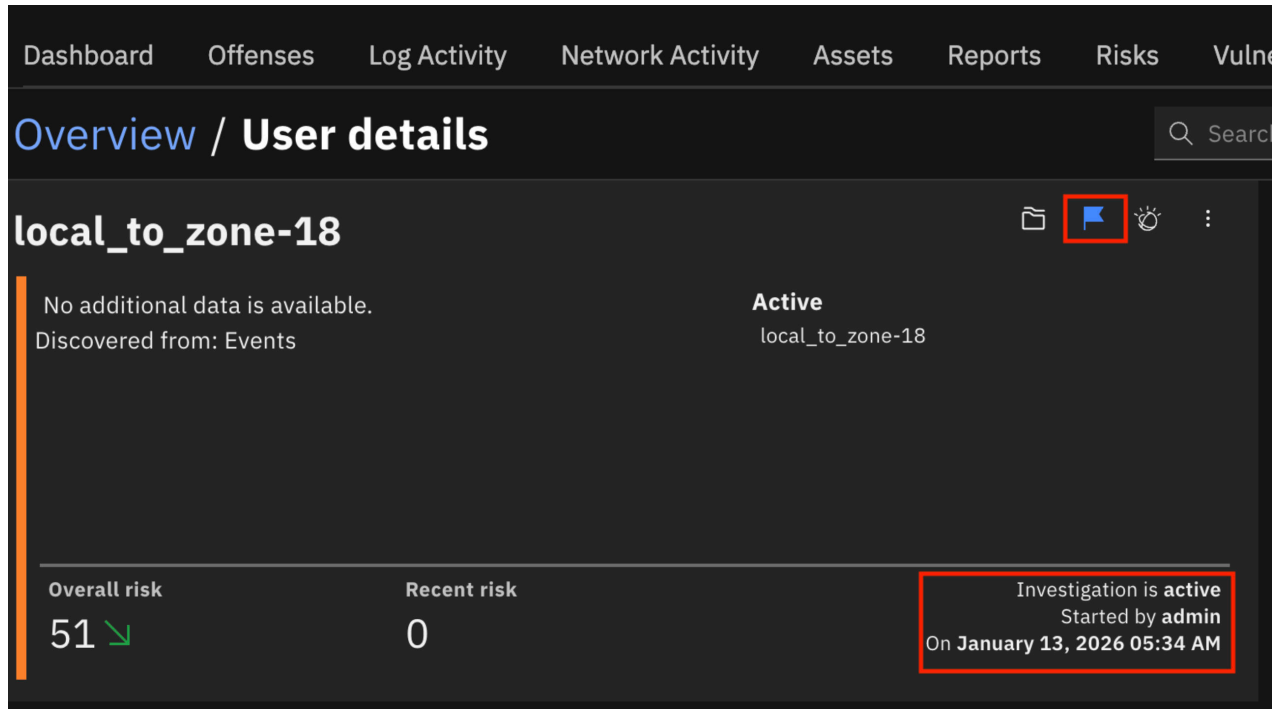 Dashboard Offenses Log Activity Network Activity Assets Reports Risks
Overview / User details
local_to_zone-18
No additional data is available.
Discovered from: Events
Active
local_to_zone-18
Overall risk
51
Recent risk
0
Investigation is active
Started by admin
On January 13, 2026 05:34 AM